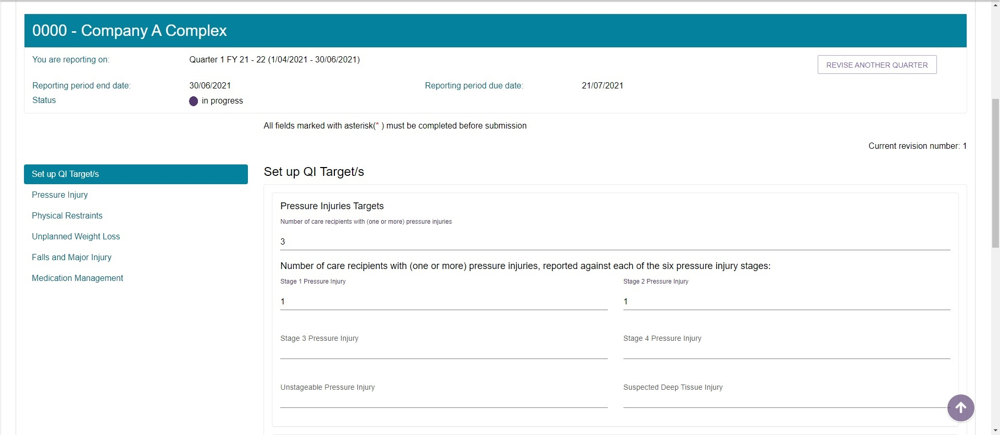 0000 - Company A Complex
You are reporting on: Quarter 1 FY 21 - 22 (1/04/2021 - 30/06/2021) REVISE ANOTHER QUARTER
Reporting period end date: 30/06/2021 Reporting period due date: 21/07/2021
Status in progress
All fields marked with asterisk(* ) must be completed before submission
Current revision number: 1
Set up QI Target/s
Pressure Injury
Physical Restraints
Unplanned Weight Loss
Falls and Major Injury
Medication Management
Set up QI Target/s
Pressure Injuries Targets
Number of care recipients with (one or more) pressure injuries
3
Number of care recipients with (one or more) pressure injuries, reported against each of the six pressure injury stages:
Stage 1 Pressure Injury Stage 2 Pressure Injury
1 1
Stage 3 Pressure Injury Stage 4 Pressure Injury
Unstageable Pressure Injury Suspected Deep Tissue Injury